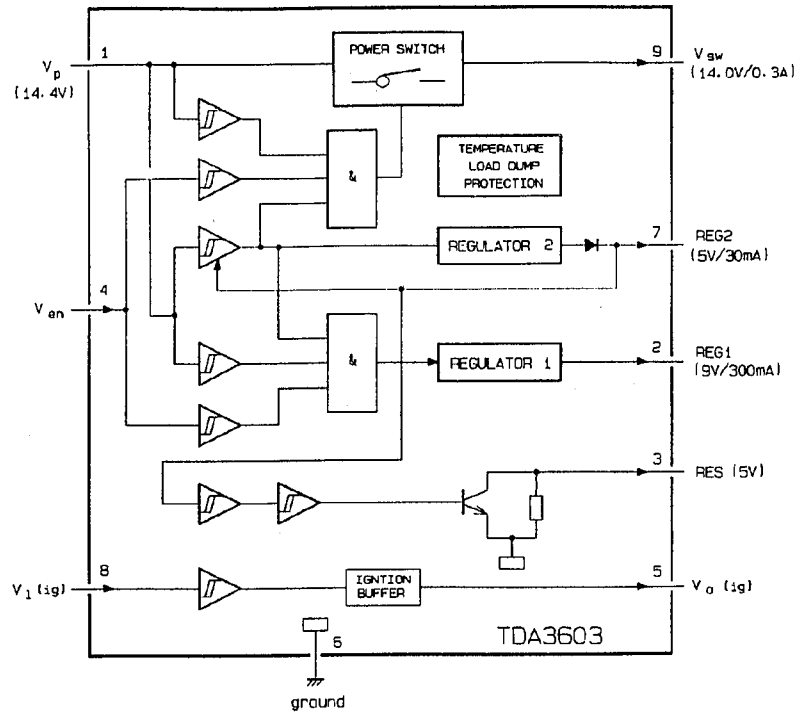 1
V_p
(14.4V)
POWER SWITCH
9
V_sw
(14.0V/0.3A)
&
TEMPERATURE
LOAD DUMP
PROTECTION
7
REG2
(5V/30mA)
REGULATOR 2
4
V_en
&
REGULATOR 1
2
REG1
(9V/300mA)
3
RES (5V)
8
V_i (ig)
IGNTION
BUFFER
5
V_o (ig)
6
TDA3603
ground